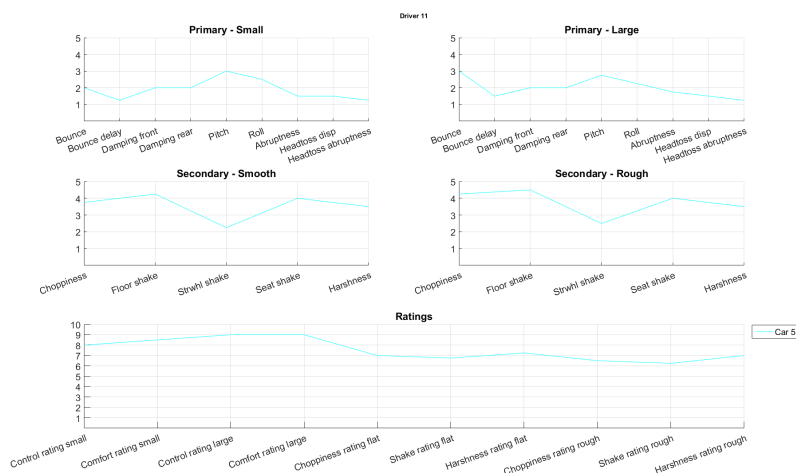 Driver 11
Primary - Small
5
4
3
2
1
Bounce
Bounce delay
Damping front
Damping rear
Pitch
Roll
Abruptness
Headtoss disp
Headtoss abruptness
Primary - Large
5
4
3
2
1
Bounce
Bounce delay
Damping front
Damping rear
Pitch
Roll
Abruptness
Headtoss disp
Headtoss abruptness
Secondary - Smooth
5
4
3
2
1
Choppiness
Floor shake
Strwhl shake
Seat shake
Harshness
Secondary - Rough
5
4
3
2
1
Choppiness
Floor shake
Strwhl shake
Seat shake
Harshness
Ratings
10
9
8
7
6
5
4
3
2
1
Control rating small
Comfort rating small
Control rating large
Comfort rating large
Choppiness rating flat
Shake rating flat
Harshness rating flat
Choppiness rating rough
Shake rating rough
Harshness rating rough
Car 5